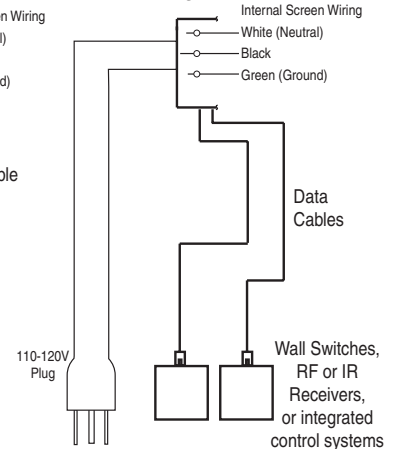 Internal Screen Wiring
White (Neutral)
Black
Green (Ground)
Data
Cables
110-120V
Plug
Wall Switches,
RF or IR
Receivers,
or integrated
control systems
Wiring